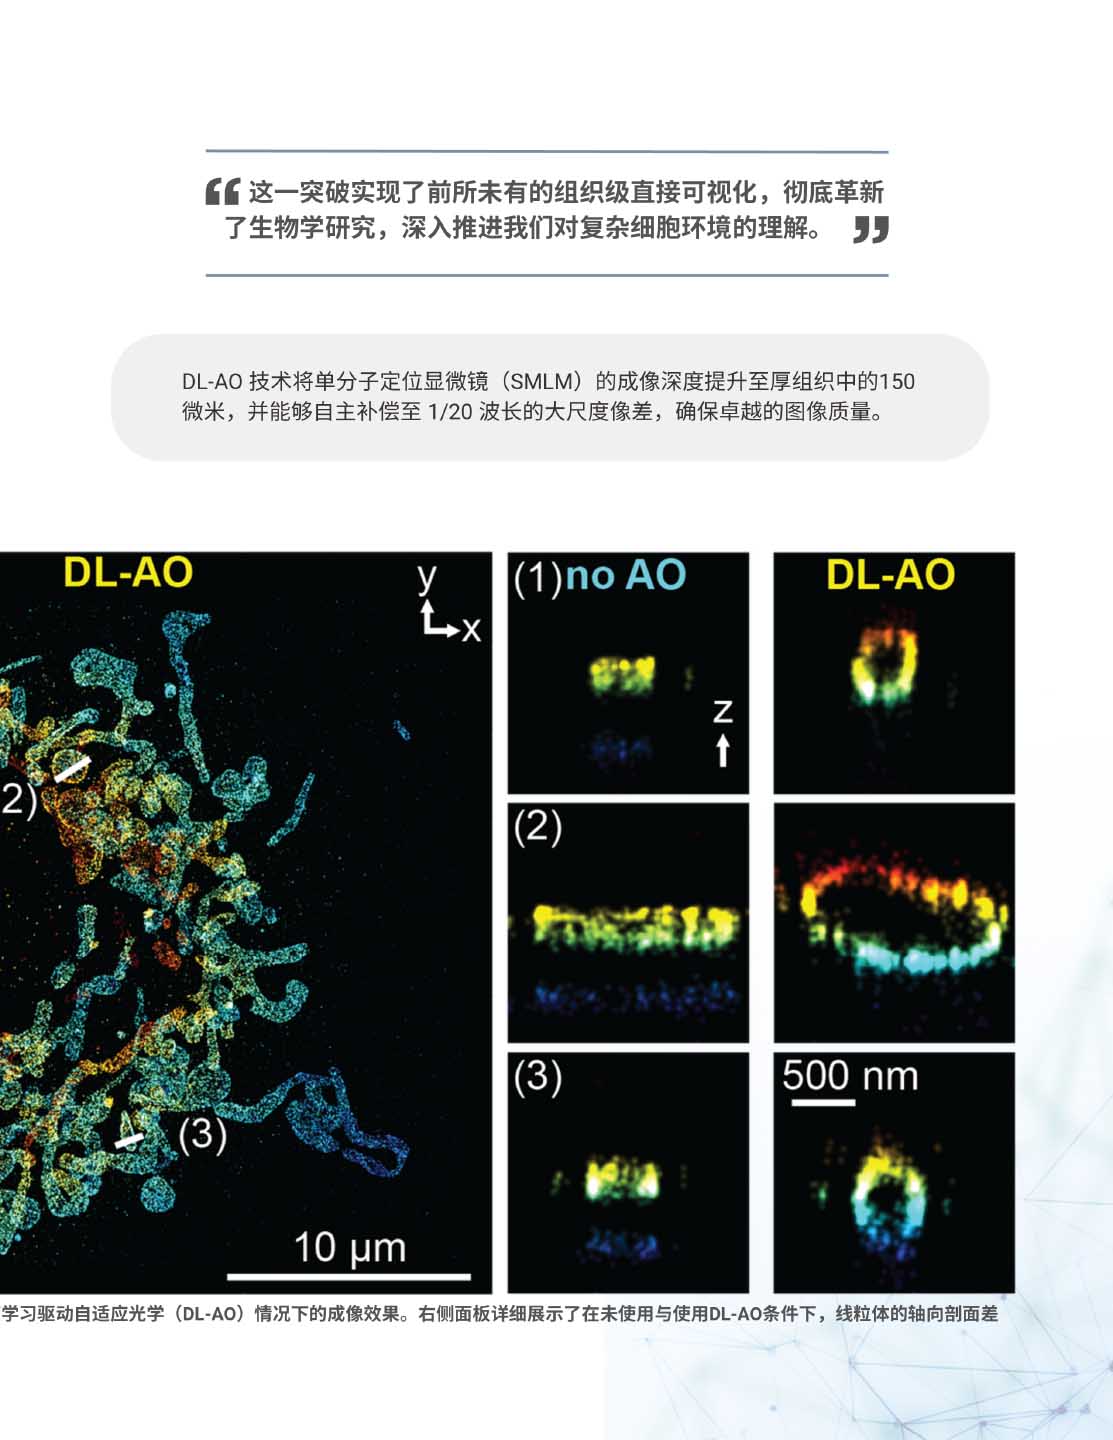 “ 这一突破实现了前所未有的组织级直接可视化，彻底革新
了生物学研究，深入推进我们对复杂细胞环境的理解。 ”
DL-AO 技术将单分子定位显微镜（SMLM）的成像深度提升至厚组织中的150
微米，并能够自主补偿至 1/20 波长的大尺度像差，确保卓越的图像质量。
DL-AO
y
x
2)
(3)
10 μm
(1) no AO
z
DL-AO
(2)
(3)
500 nm
学习驱动自适应光学（DL-AO）情况下的成像效果。右侧面板详细展示了在未使用与使用DL-AO条件下，线粒体的轴向剖面差